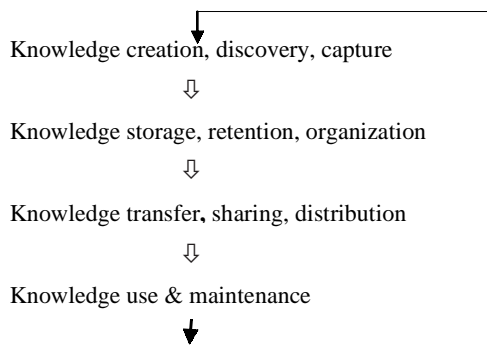 Knowledge creation, discovery, capture
⇩
Knowledge storage, retention, organization
⇩
Knowledge transfer, sharing, distribution
⇩
Knowledge use & maintenance